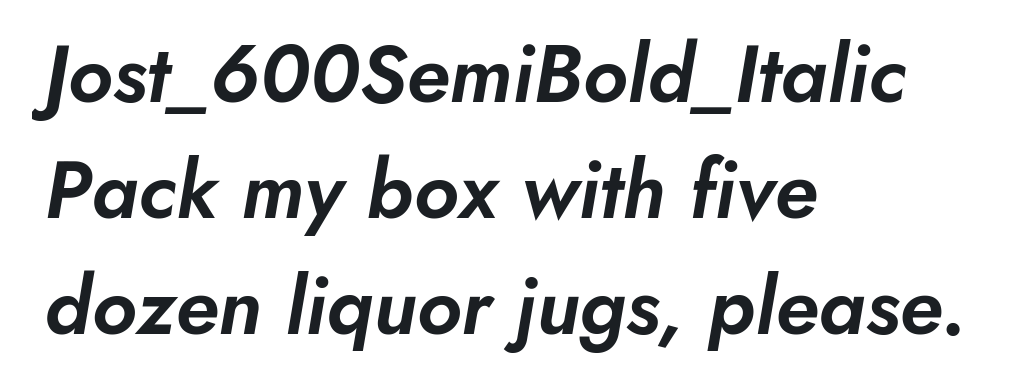 Jost_600SemiBold_Italic
Pack my box with five
dozen liquor jugs, please.